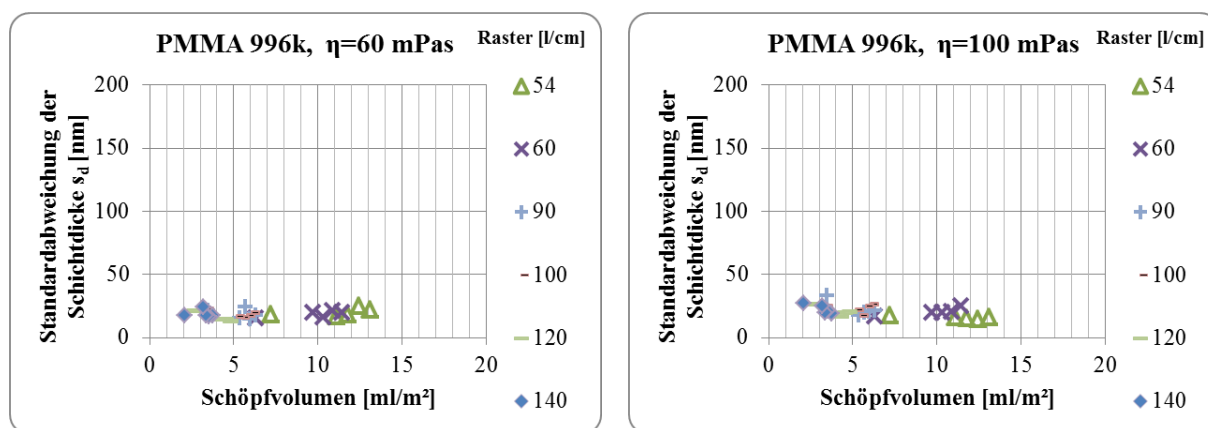 PMMA 996k, η=60 mPas
Raster [l/cm]
Standardabweichung der
Schichtdicke s_d [nm]
200
150
100
50
0
0 5 10 15 20
Schöpfvolumen [ml/m²]
54
60
90
100
120
140
PMMA 996k, η=100 mPas
Raster [l/cm]
Standardabweichung der
Schichtdicke s_d [nm]
200
150
100
50
0
0 5 10 15 20
Schöpfvolumen [ml/m²]
54
60
90
100
120
140